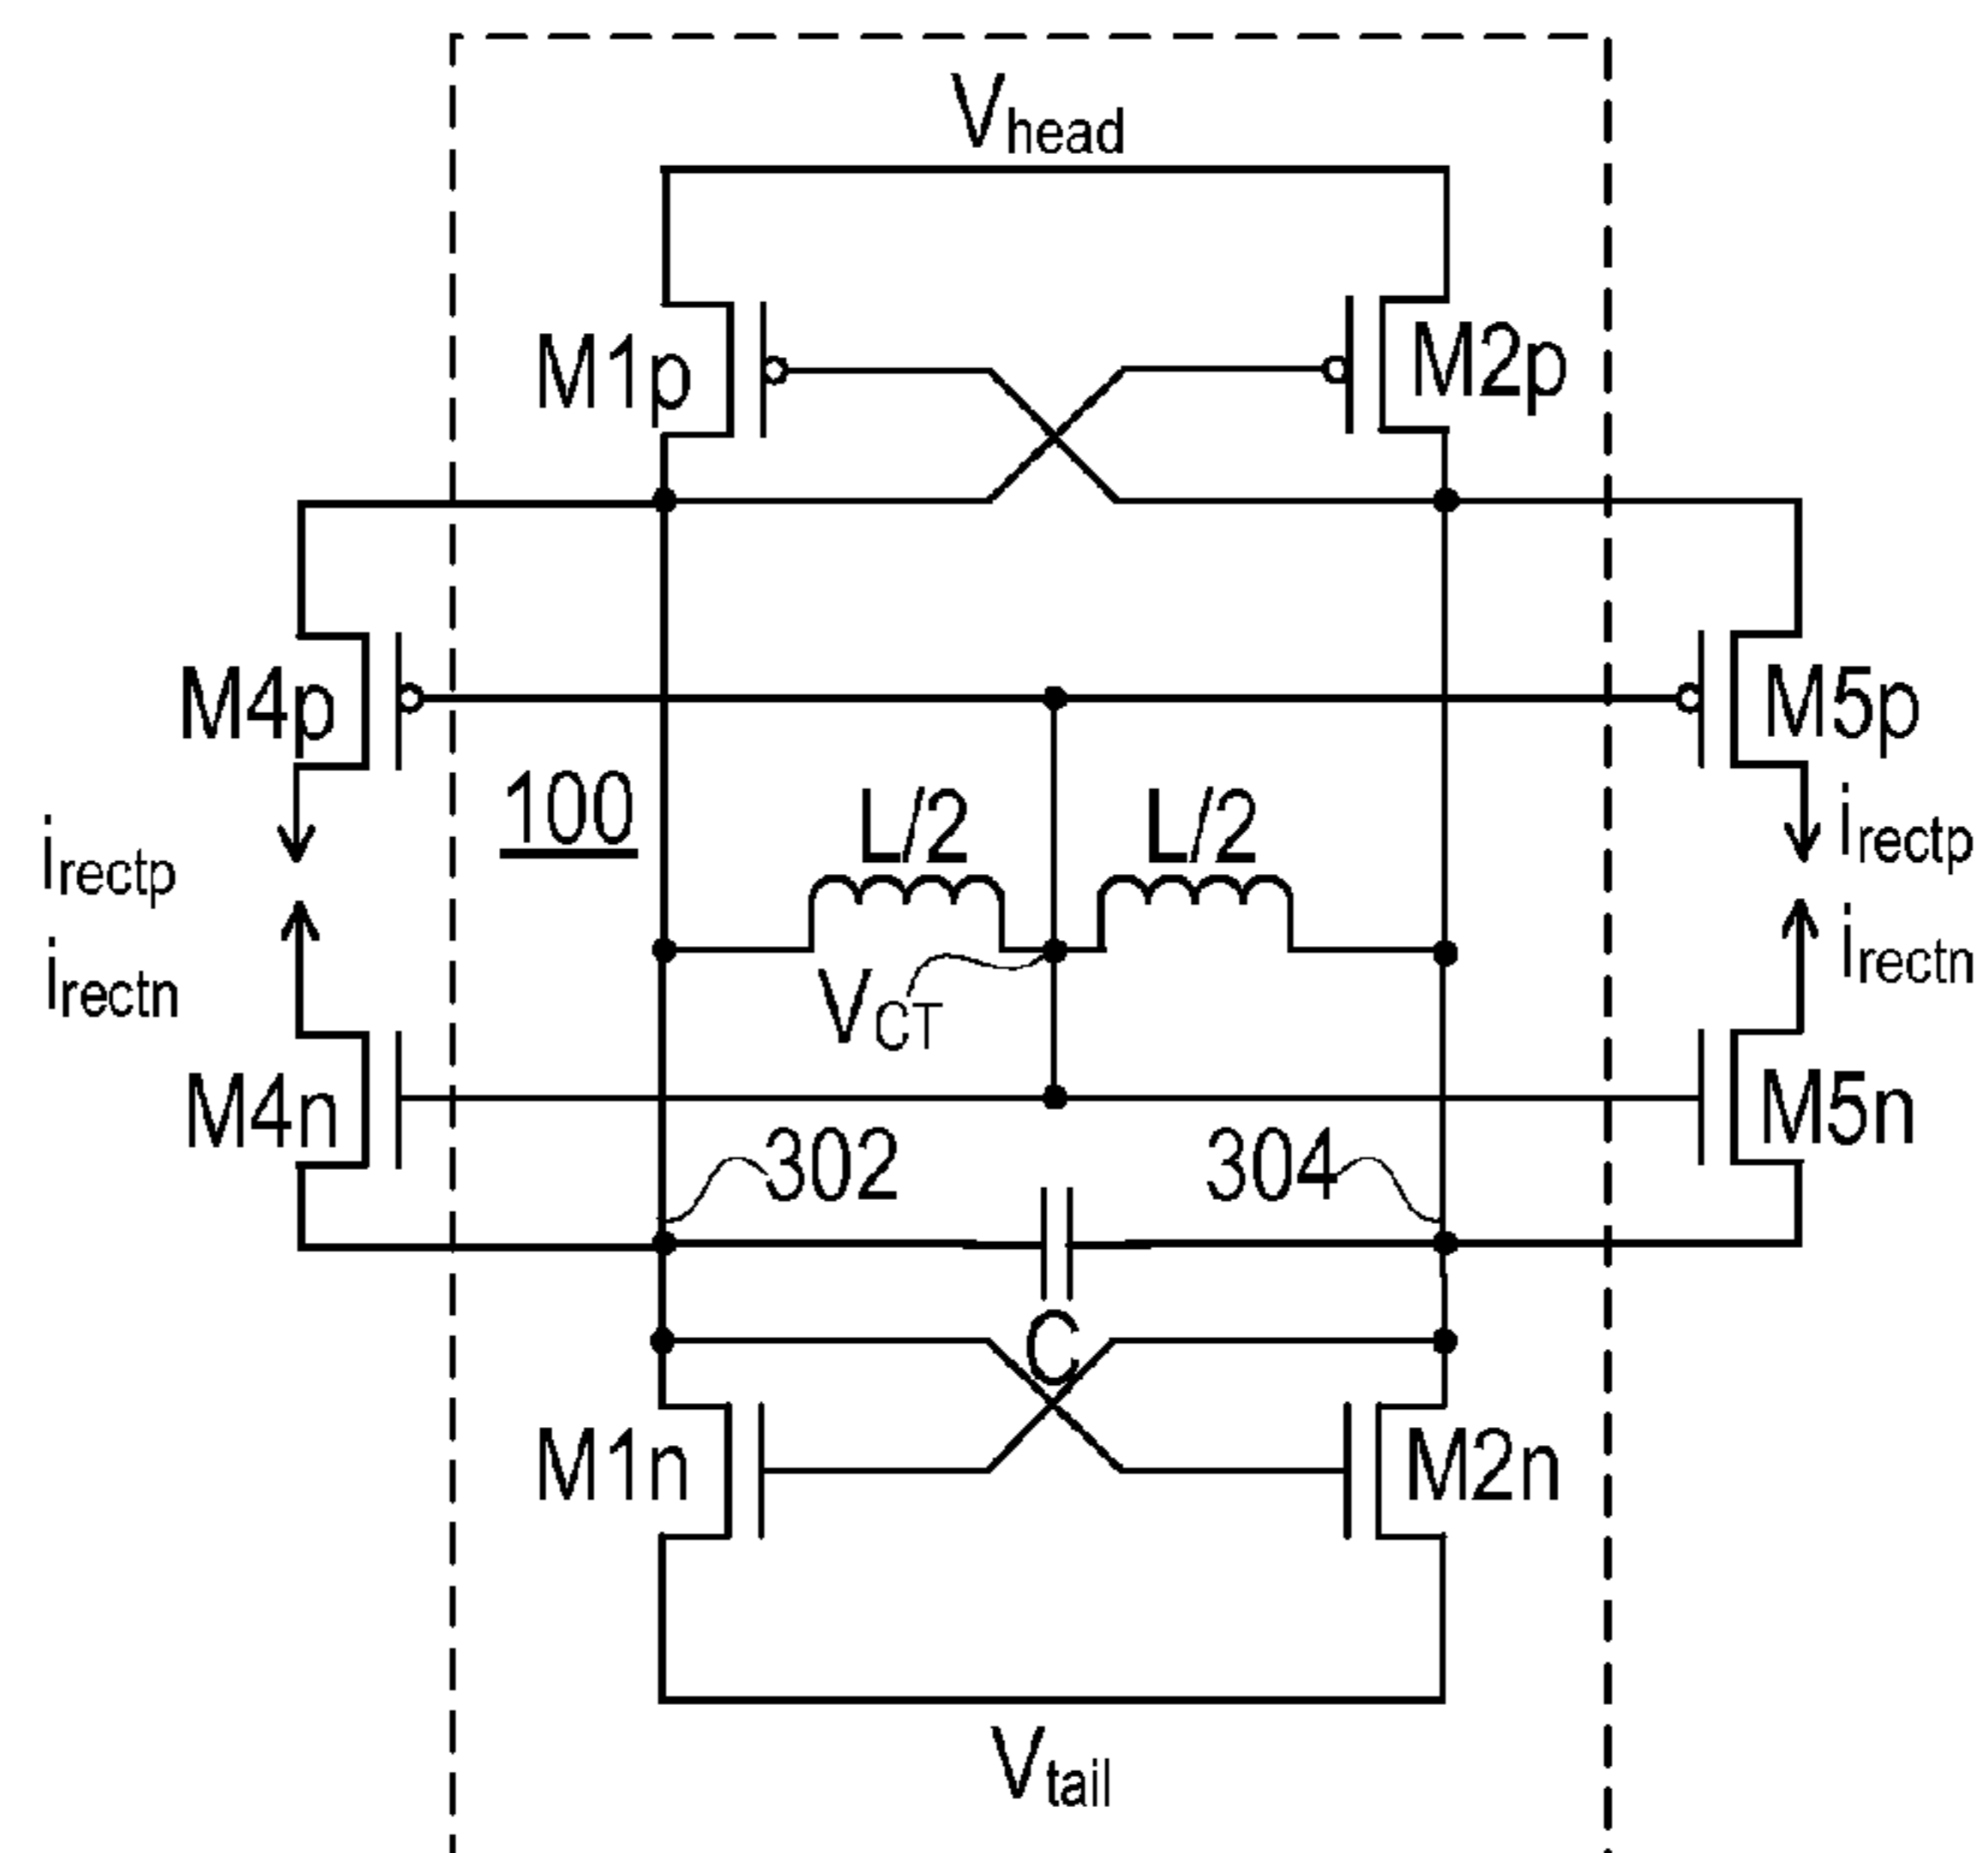 Vhead
M1p
M2p
M4p
M5p
100
L/2
L/2
irectp
irectp
irectn
irectn
VCT
M4n
M5n
302
304
C
M1n
M2n
Vtail